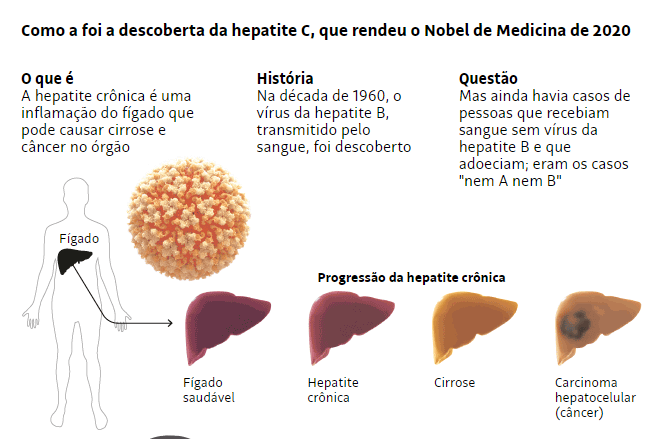 Como a foi a descoberta da hepatite C, que rendeu o Nobel de Medicina de 2020
O que é
A hepatite crônica é uma
inflamação do fígado que
pode causar cirrose e
câncer no órgão
História
Na década de 1960, o
vírus da hepatite B,
transmitido pelo
sangue, foi descoberto
Questão
Mas ainda havia casos de
pessoas que recebiam
sangue sem vírus da
hepatite B e que
adoeciam; eram os casos
"nem A nem B"
Fígado
Progressão da hepatite crônica
Fígado
saudável
Hepatite
crônica
Cirrose
Carcinoma
hepatocelular
(câncer)